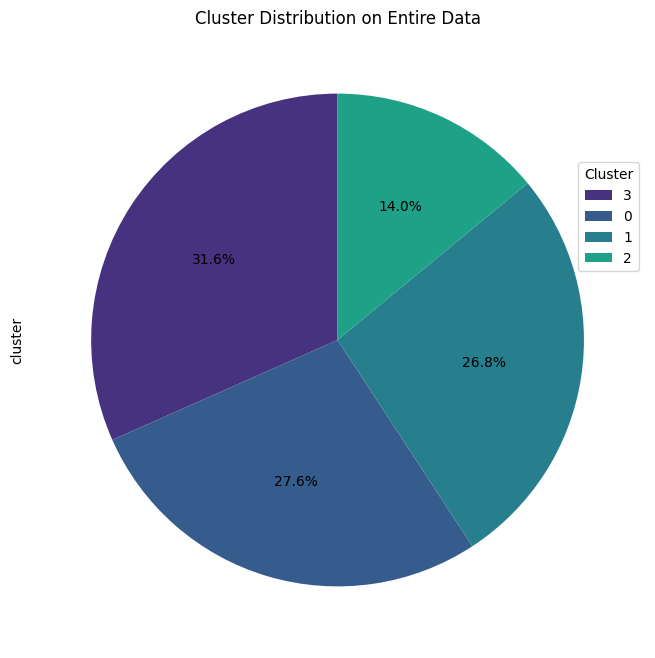 Cluster Distribution on Entire Data
Cluster
3
0
1
2
14.0%
31.6%
26.8%
27.6%
cluster